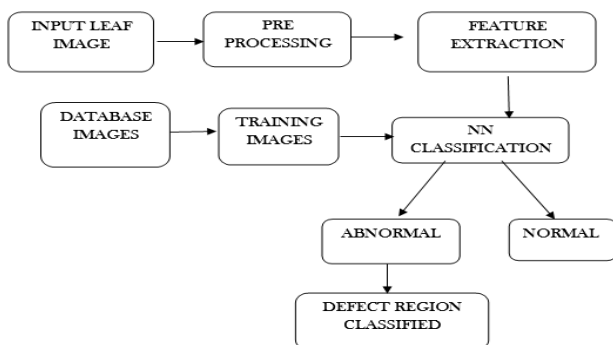 INPUT LEAF
IMAGE
PRE
PROCESSING
FEATURE
EXTRACTION
DATABASE
IMAGES
TRAINING
IMAGES
NN
CLASSIFICATION
ABNORMAL
NORMAL
DEFECT REGION
CLASSIFIED